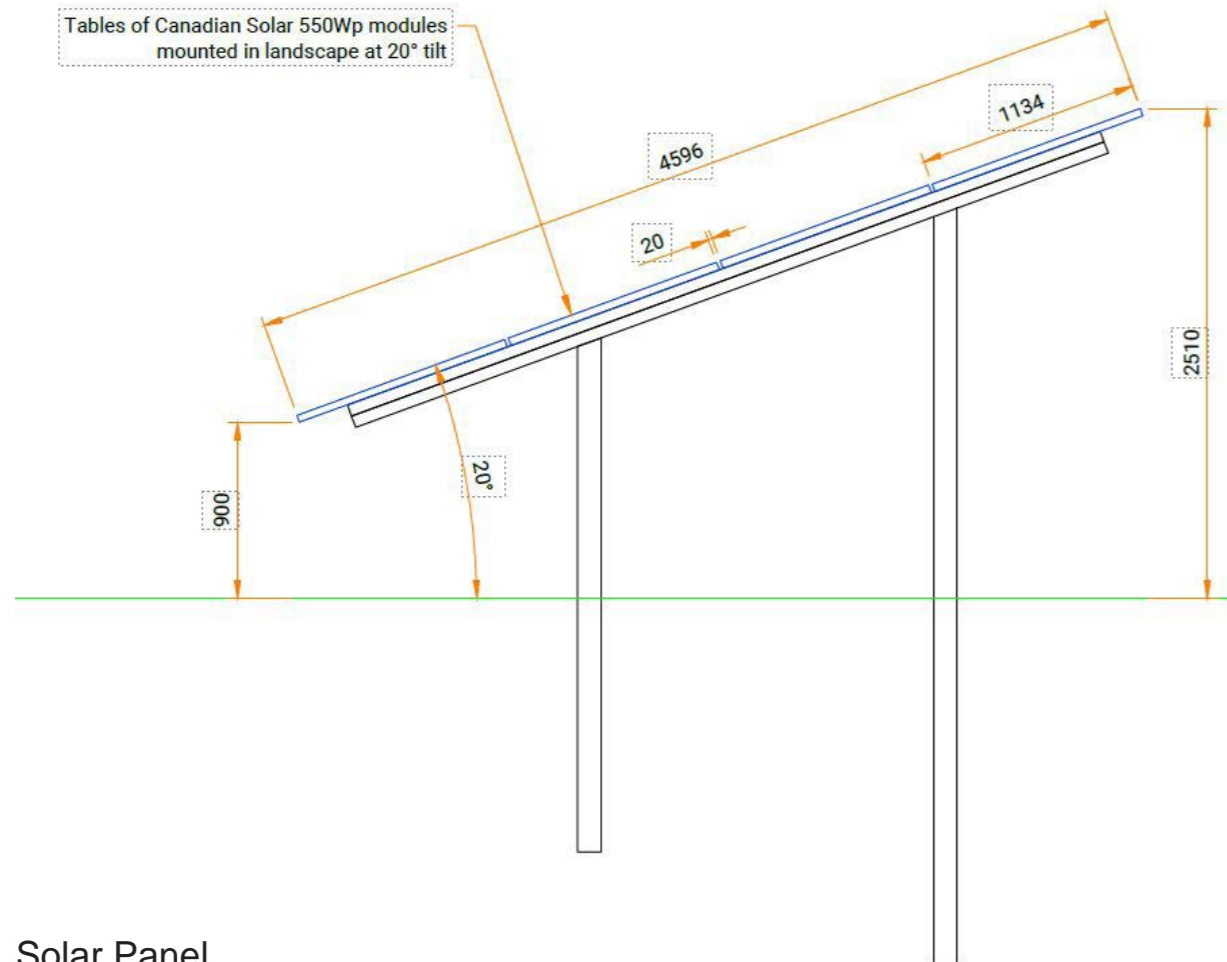 Tables of Canadian Solar 550Wp modules
mounted in landscape at 20° tilt
1134
4596
20
2510
20°
900
Solar Panel